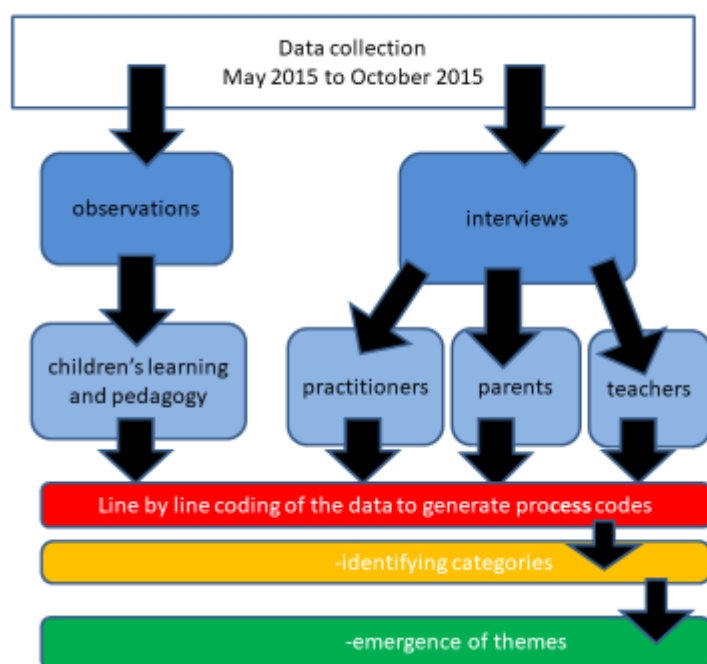 Data collection
May 2015 to October 2015
observations
interviews
children's learning
and pedagogy
practitioners
parents
teachers
Line by line coding of the data to generate process codes
-identifying categories
-emergence of themes